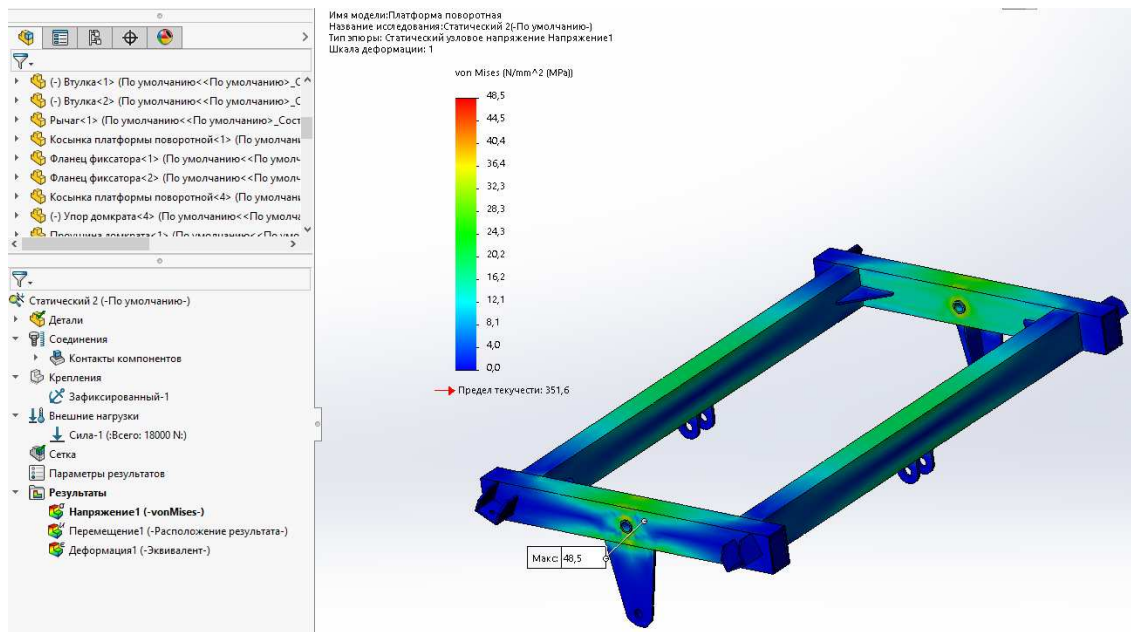 Имя модели:Платформа поворотная
Название исследования:Статический 2(-По умолчанию-)
Тип эпюры: Статический узловое напряжение Напряжение1
Шкала деформации: 1
von Mises (N/mm^2 (MPa))
48,5
44,5
40,4
36,4
32,3
28,3
24,3
20,2
16,2
12,1
8,1
4,0
0,0
Предел текучести: 351,6
Макс: 48,5
(-) Втулка<1> (По умолчанию<<По умолчанию>_С
(-) Втулка<2> (По умолчанию<<По умолчанию>_С
Рычаг<1> (По умолчанию<<По умолчанию>_Сост
Косынка платформы поворотной<1> (По умолчани
Фланец фиксатора<1> (По умолчанию<<По умолч
Фланец фиксатора<2> (По умолчанию<<По умолч
Косынка платформы поворотной<4> (По умолчани
(-) Упор домкрата<4> (По умолчанию<<По умолча
Проушина домкрата<1> (По умолчанию<<По умо
Статический 2 (-По умолчанию-)
Детали
Соединения
Контакты компонентов
Крепления
Зафиксированный-1
Внешние нагрузки
Сила-1 (:Всего: 18000 N:)
Сетка
Параметры результатов
Результаты
Напряжение1 (-vonMises-)
Перемещение1 (-Расположение результата-)
Деформация1 (-Эквивалент-)